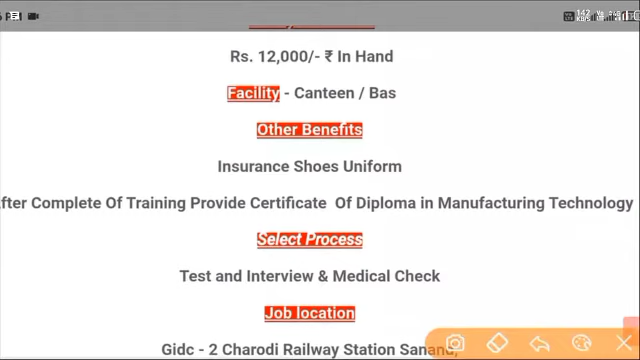 142
Rs. 12,000/- ₹ In Hand
Facility - Canteen / Bas
Other Benefits
Insurance Shoes Uniform
fter Complete Of Training Provide Certificate Of Diploma in Manufacturing Technology
Select Process
Test and Interview & Medical Check
Job location
Gidc - 2 Charodi Railway Station Sanand,